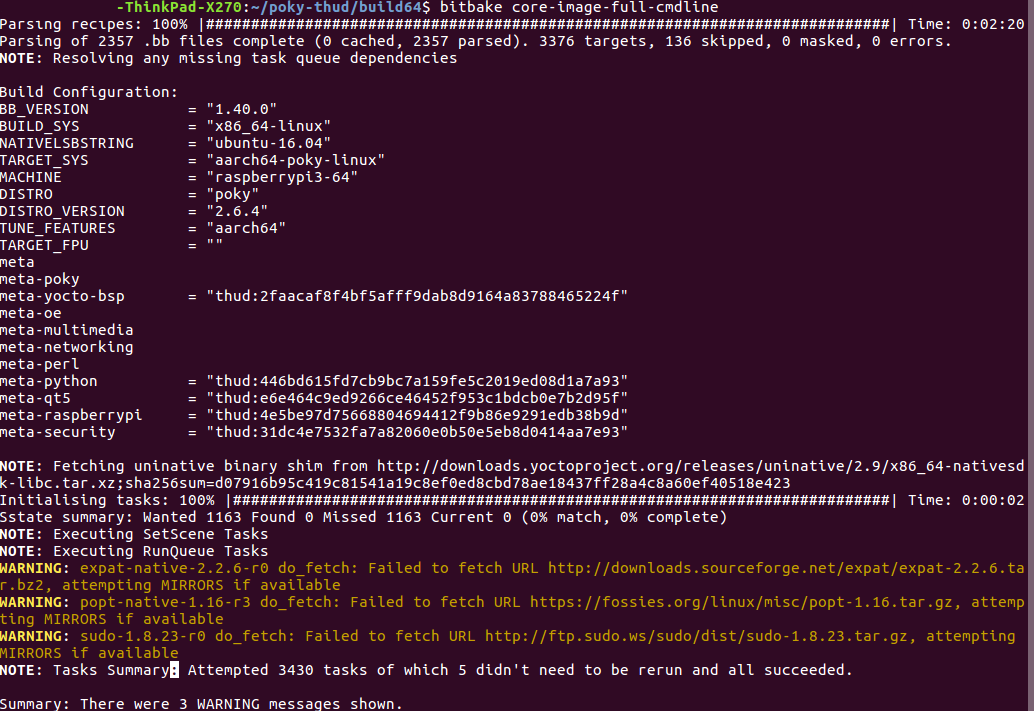 -ThinkPad-X270:~/poky-thud/build64$ bitbake core-image-full-cmdline
Parsing recipes: 100% |##############################################################################| Time: 0:02:20
Parsing of 2357 .bb files complete (0 cached, 2357 parsed). 3376 targets, 136 skipped, 0 masked, 0 errors.
NOTE: Resolving any missing task queue dependencies
Build Configuration:
BB_VERSION           = "1.40.0"
BUILD_SYS            = "x86_64-linux"
NATIVELSBSTRING      = "ubuntu-16.04"
TARGET_SYS           = "aarch64-poky-linux"
MACHINE              = "raspberrypi3-64"
DISTRO               = "poky"
DISTRO_VERSION       = "2.6.4"
TUNE_FEATURES        = "aarch64"
TARGET_FPU           = ""
meta
meta-poky
meta-yocto-bsp       = "thud:2faacaf8f4bf5afff9dab8d9164a83788465224f"
meta-oe
meta-multimedia
meta-networking
meta-perl
meta-python          = "thud:446bd615fd7cb9bc7a159fe5c2019ed08d1a7a93"
meta-qt5             = "thud:e6e464c9ed9266ce46452f953c1bdcb0e7b2d95f"
meta-raspberrypi     = "thud:4e5be97d75668804694412f9b86e9291edb38b9d"
meta-security        = "thud:31dc4e7532fa7a82060e0b50e5eb8d0414aa7e93"
NOTE: Fetching uninative binary shim from http://downloads.yoctoproject.org/releases/uninative/2.9/x86_64-nativesd
k-libc.tar.xz;sha256sum=d07916b95c419c81541a19c8ef0ed8cbd78ae18437ff28a4c8a60ef40518e423
Initialising tasks: 100% |###########################################################################| Time: 0:00:02
Sstate summary: Wanted 1163 Found 0 Missed 1163 Current 0 (0% match, 0% complete)
NOTE: Executing SetScene Tasks
NOTE: Executing RunQueue Tasks
WARNING: expat-native-2.2.6-r0 do_fetch: Failed to fetch URL http://downloads.sourceforge.net/expat/expat-2.2.6.ta
r.bz2, attempting MIRRORS if available
WARNING: popt-native-1.16-r3 do_fetch: Failed to fetch URL https://fossies.org/linux/misc/popt-1.16.tar.gz, attemp
ting MIRRORS if available
WARNING: sudo-1.8.23-r0 do_fetch: Failed to fetch URL http://ftp.sudo.ws/sudo/dist/sudo-1.8.23.tar.gz, attempting
MIRRORS if available
NOTE: Tasks Summary: Attempted 3430 tasks of which 5 didn't need to be rerun and all succeeded.
Summary: There were 3 WARNING messages shown.